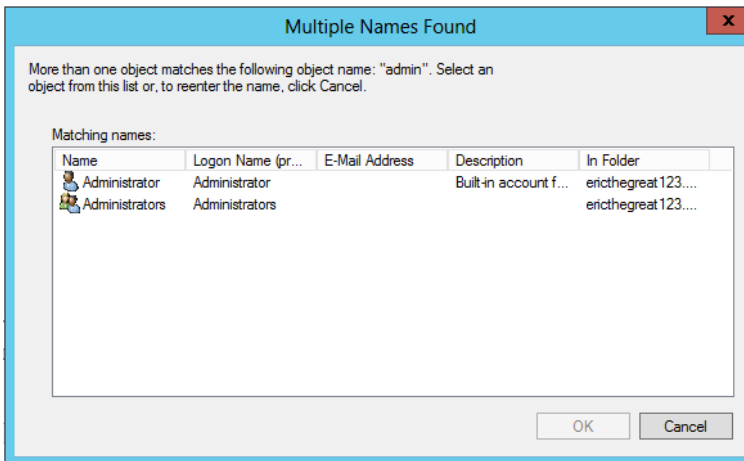 Multiple Names Found
x
More than one object matches the following object name: "admin". Select an
object from this list or, to reenter the name, click Cancel.
Matching names:
Name Logon Name (pr... E-Mail Address Description In Folder
Administrator Administrator Built-in account f... ericthegreat123....
Administrators Administrators ericthegreat123....
OK Cancel